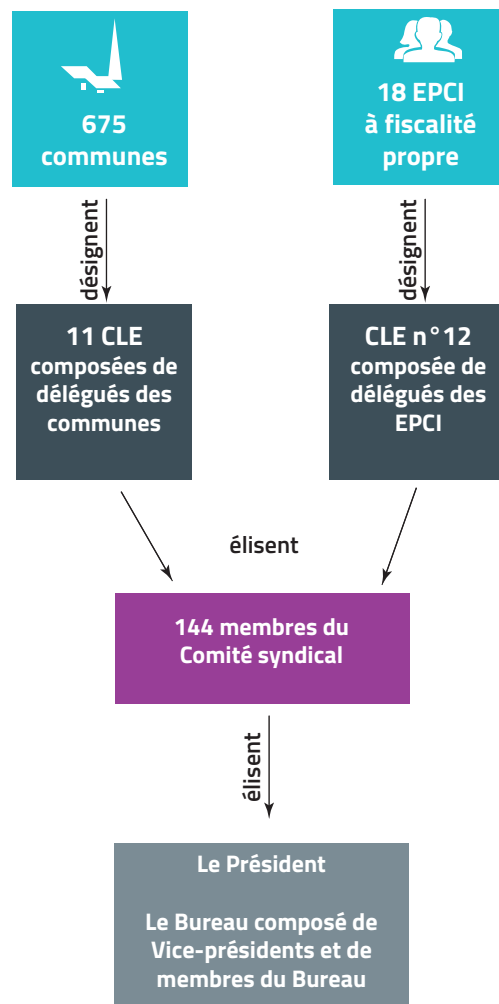 675
communes
18 EPCI
à fiscalité
propre
désignent
désignent
11 CLE
composées de
délégués des
communes
CLE n°12
composée de
délégués des
EPCI
élisent
144 membres du
Comité syndical
élisent
Le Président
Le Bureau composé de
Vice-présidents et de
membres du Bureau